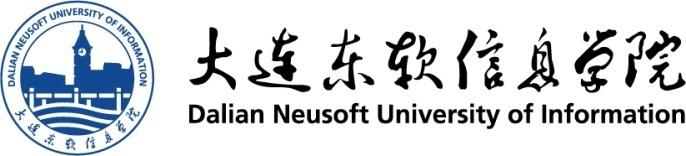 DALIAN NEUSOFT UNIVERSITY OF INFORMATION
大连东软信息学院
大连东软信息学院
Dalian Neusoft University of Information